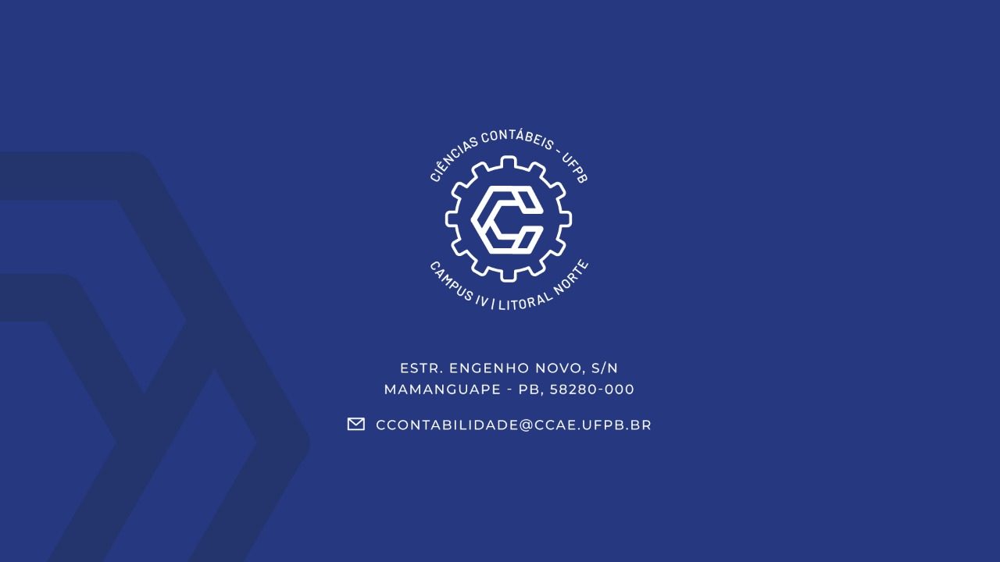 CIÊNCIAS CONTÁBEIS - UFPB
CAMPUS IV | LITORAL NORTE
ESTR. ENGENHO NOVO, S/N
MAMANGUAPE - PB, 58280-000
CCONTABILIDADE@CCAE.UFPB.BR